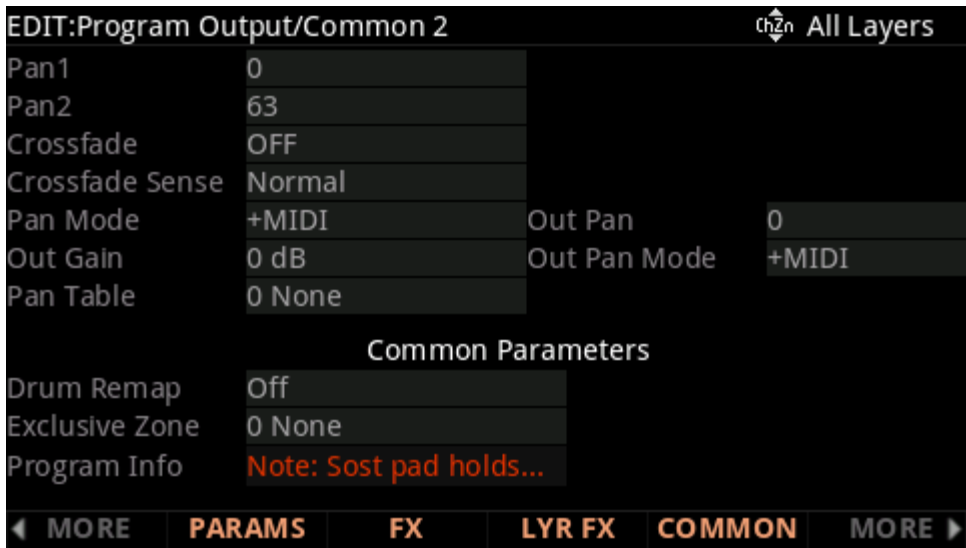 EDIT:Program Output/Common 2 ChZn All Layers
Pan1 0
Pan2 63
Crossfade OFF
Crossfade Sense Normal
Pan Mode +MIDI Out Pan 0
Out Gain 0 dB Out Pan Mode +MIDI
Pan Table 0 None
Common Parameters
Drum Remap Off
Exclusive Zone 0 None
Program Info Note: Sost pad holds...
MORE PARAMS FX LYR FX COMMON MORE